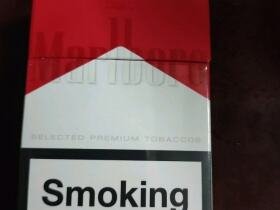 Marlboro
SELECTED PREMIUM TOBACCOS
Smoking